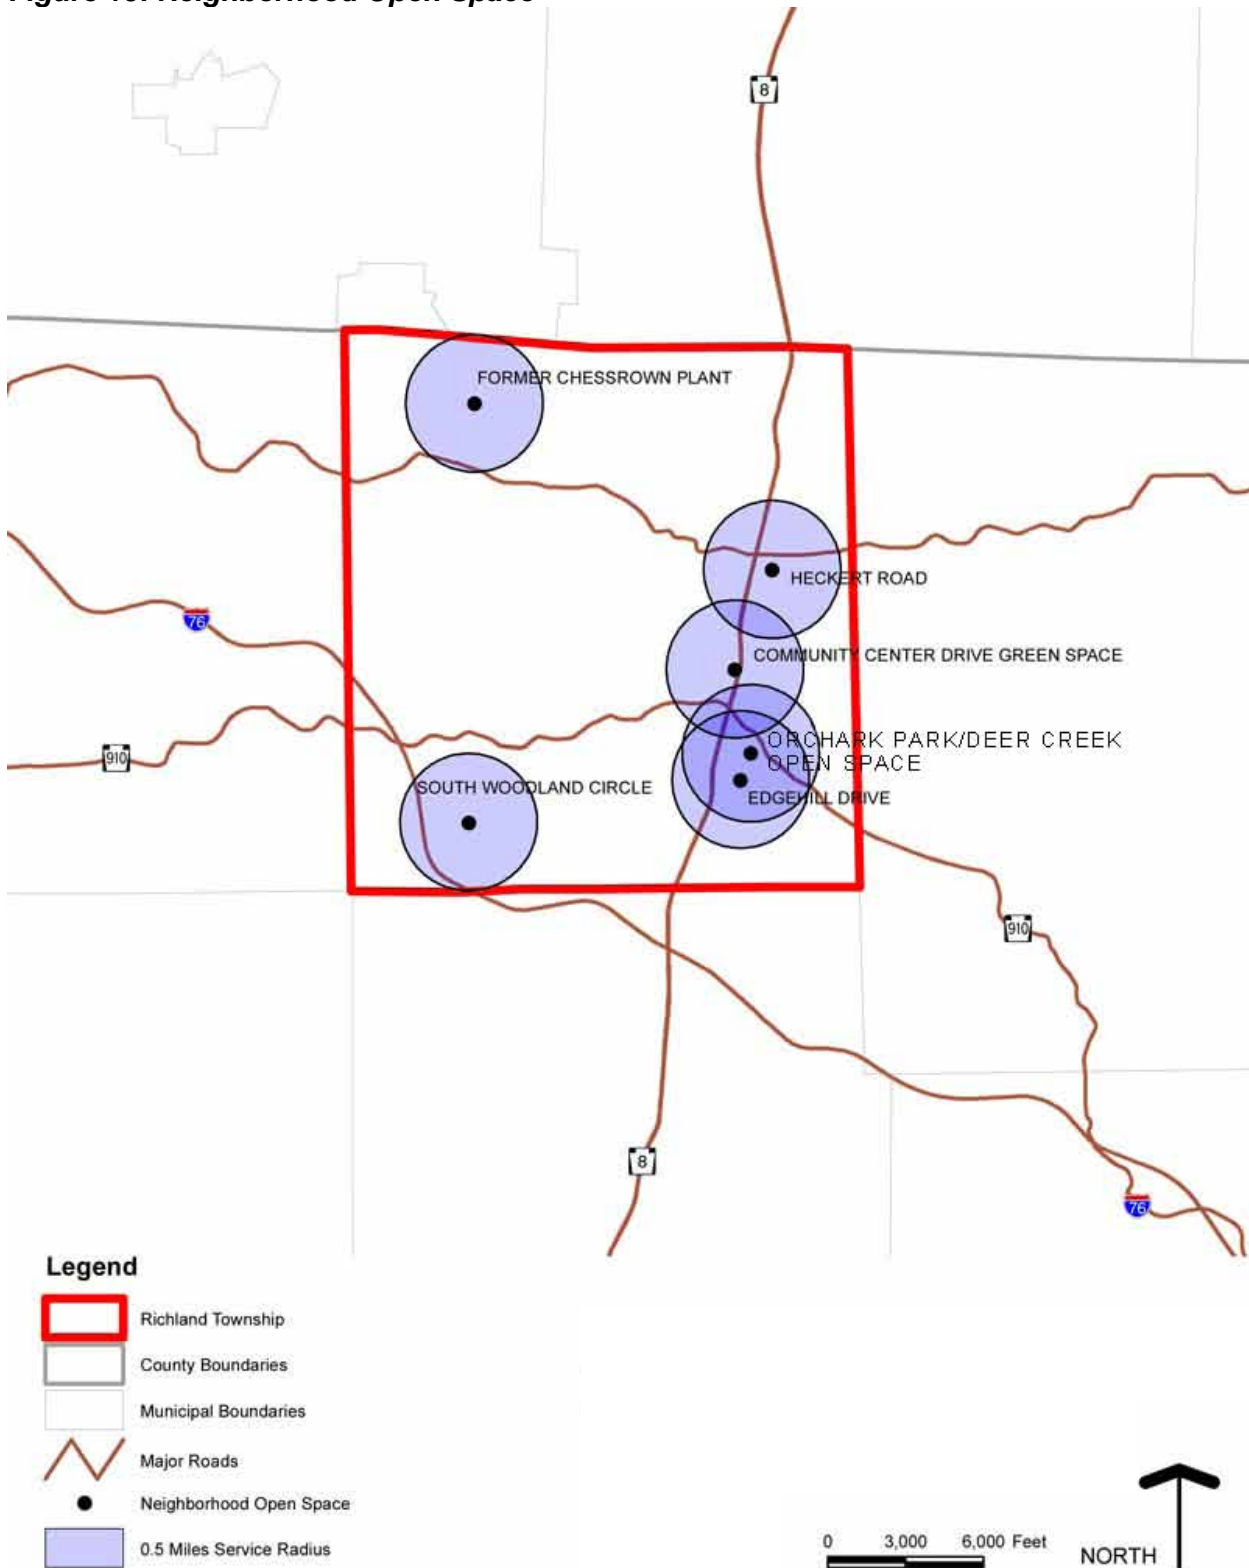 8
FORMER CHESSROWN PLANT
HECKERT ROAD
76
COMMUNITY CENTER DRIVE GREEN SPACE
ORCHARK PARK/DEER CREEK
OPEN SPACE
910
SOUTH WOODLAND CIRCLE
EDGEHILL DRIVE
910
8
76
Legend
Richland Township
County Boundaries
Municipal Boundaries
Major Roads
Neighborhood Open Space
0.5 Miles Service Radius
0 3,000 6,000 Feet
NORTH